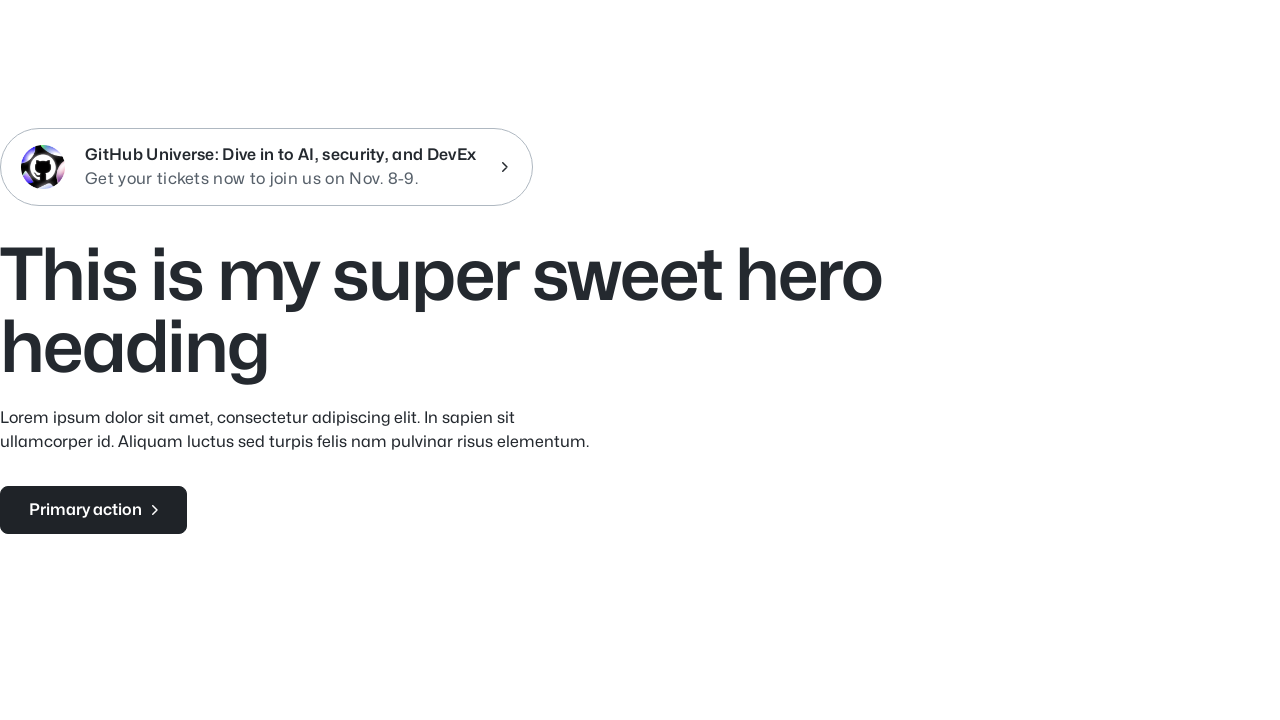 GitHub Universe: Dive in to AI, security, and DevEx
Get your tickets now to join us on Nov. 8-9.
This is my super sweet hero
heading
Lorem ipsum dolor sit amet, consectetur adipiscing elit. In sapien sit
ullamcorper id. Aliquam luctus sed turpis felis nam pulvinar risus elementum.
Primary action